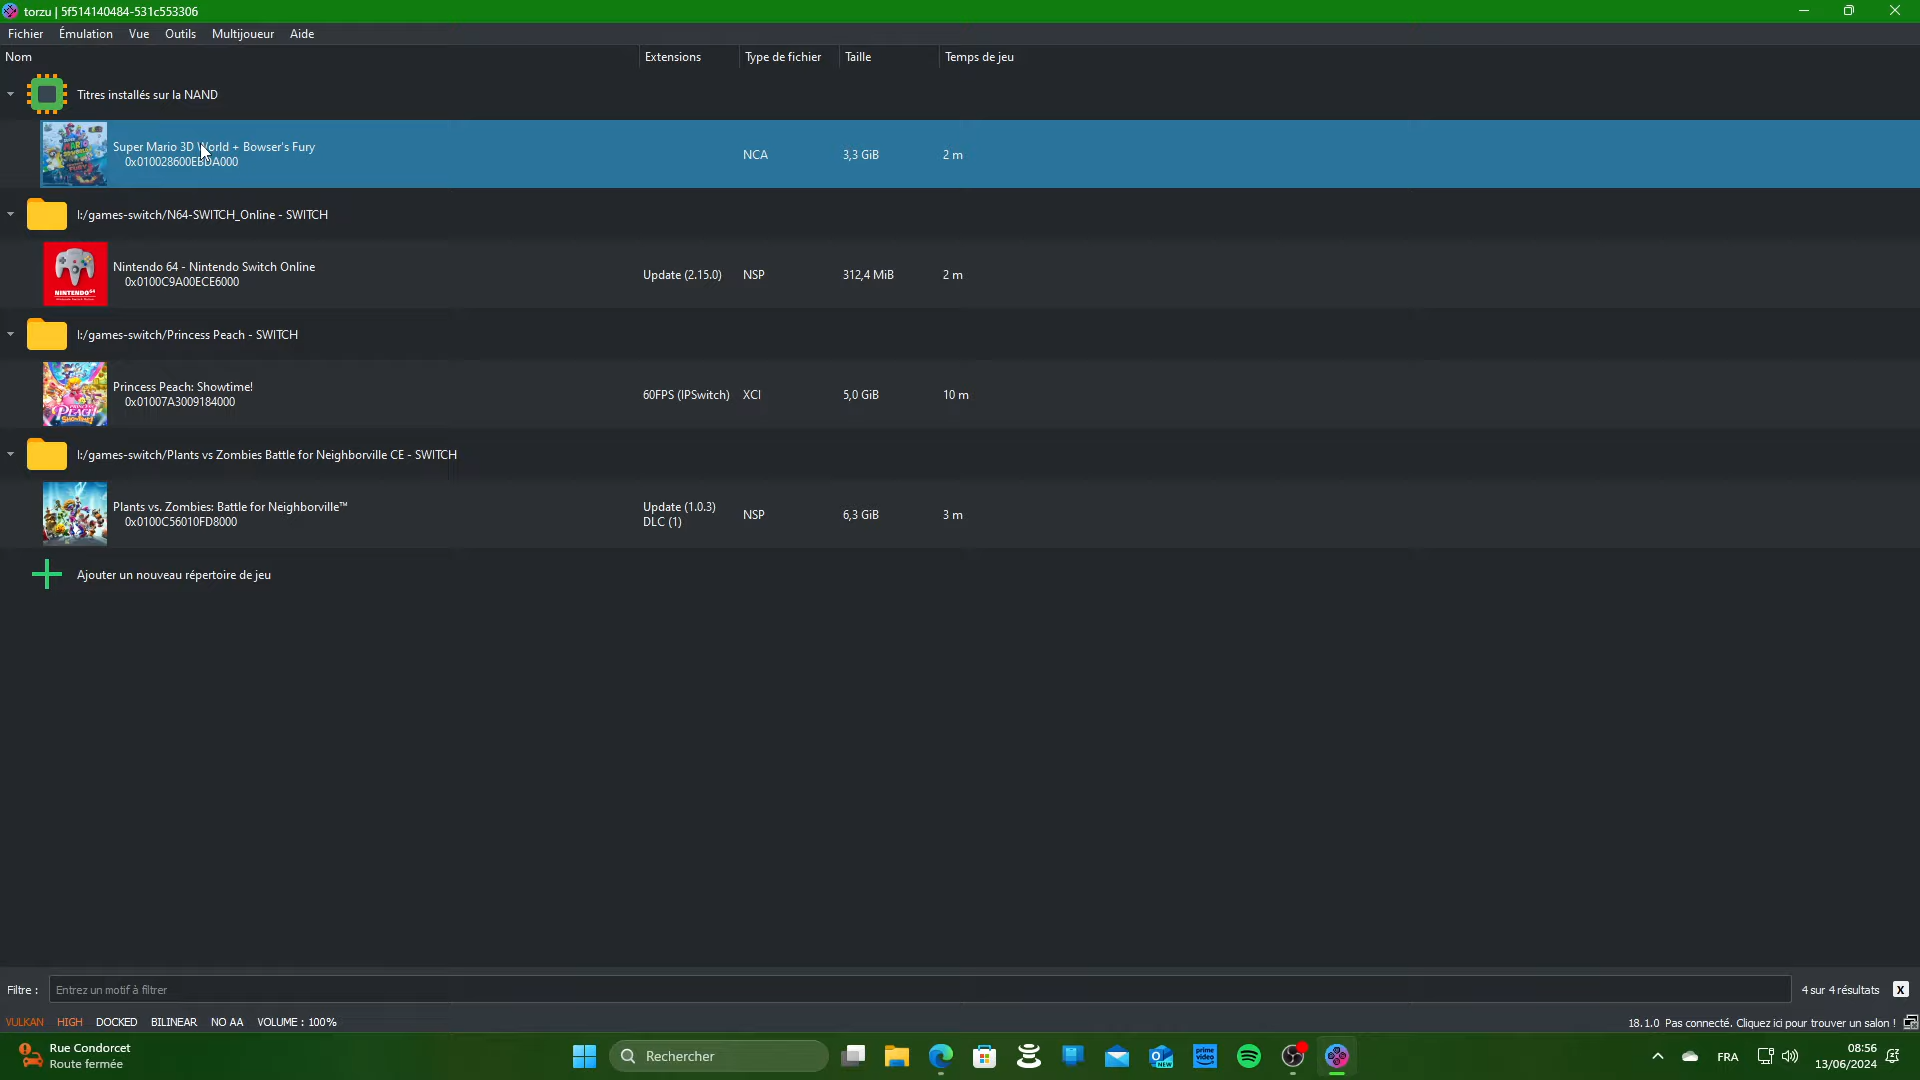 torzu | 5f514140484-531c553306
Fichier Émulation Vue Outils Multijoueur Aide
Nom Extensions Type de fichier Taille Temps de jeu
Titres installés sur la NAND
Super Mario 3D World + Bowser's Fury
0x010028600EBDA000
NCA 3,3 GiB 2 m
I:/games-switch/N64-SWITCH_Online - SWITCH
NINTENDO 64
Nintendo 64 - Nintendo Switch Online
0x0100C9A00ECE6000
Update (2.15.0) NSP 312,4 MiB 2 m
I:/games-switch/Princess Peach - SWITCH
Princess Peach: Showtime!
0x01007A3009184000
60FPS (IPSwitch) XCI 5,0 GiB 10 m
I:/games-switch/Plants vs Zombies Battle for Neighborville CE - SWITCH
Plants vs. Zombies: Battle for Neighborville™
0x0100C56010FD8000
Update (1.0.3)
DLC (1)
NSP 6,3 GiB 3 m
Ajouter un nouveau répertoire de jeu
Filtre : Entrez un motif à filtrer 4 sur 4 résultats X
VULKAN HIGH DOCKED BILINEAR NO AA VOLUME : 100% 18.1.0 Pas connecté. Cliquez ici pour trouver un salon !
Rue Condorcet
Route fermée
Rechercher
NEW
prime video
FRA
08:56
13/06/2024